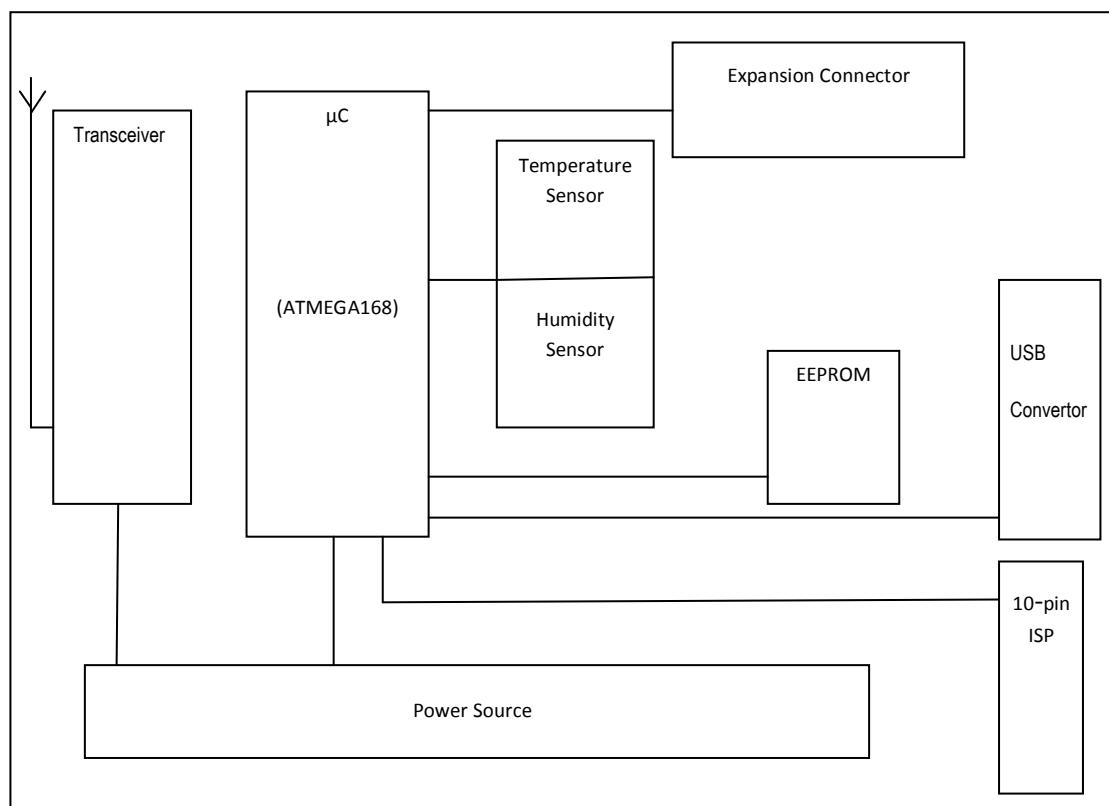 Expansion Connector
µC
Transceiver
Temperature
Sensor
(ATMEGA168)
Humidity
Sensor
USB
EEPROM
Convertor
10-pin
ISP
Power Source